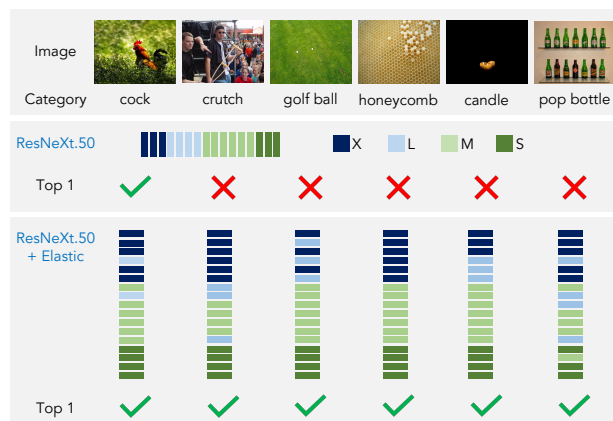 Image
Category cock crutch golf ball honeycomb candle pop bottle
ResNeXt.50 X L M S
Top 1
ResNeXt.50
+ Elastic
Top 1